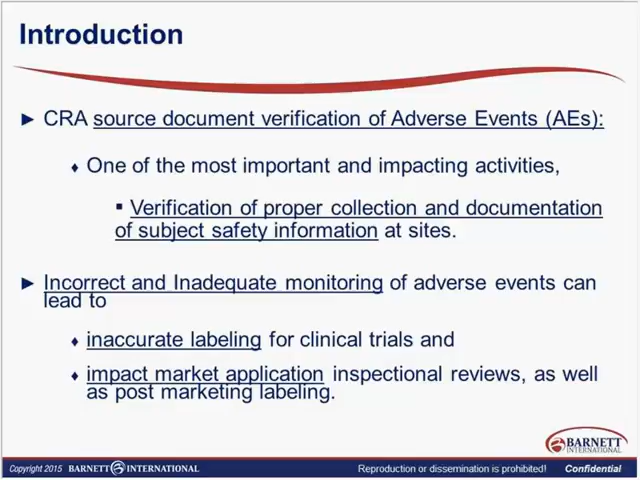 Introduction
► CRA source document verification of Adverse Events (AEs):
♦ One of the most important and impacting activities,
▪ Verification of proper collection and documentation
of subject safety information at sites.
► Incorrect and Inadequate monitoring of adverse events can
lead to
♦ inaccurate labeling for clinical trials and
♦ impact market application inspectional reviews, as well
as post marketing labeling.
BARNETT
INTERNATIONAL
Copyright 2015 BARNETT INTERNATIONAL Reproduction or dissemination is prohibited! Confidential